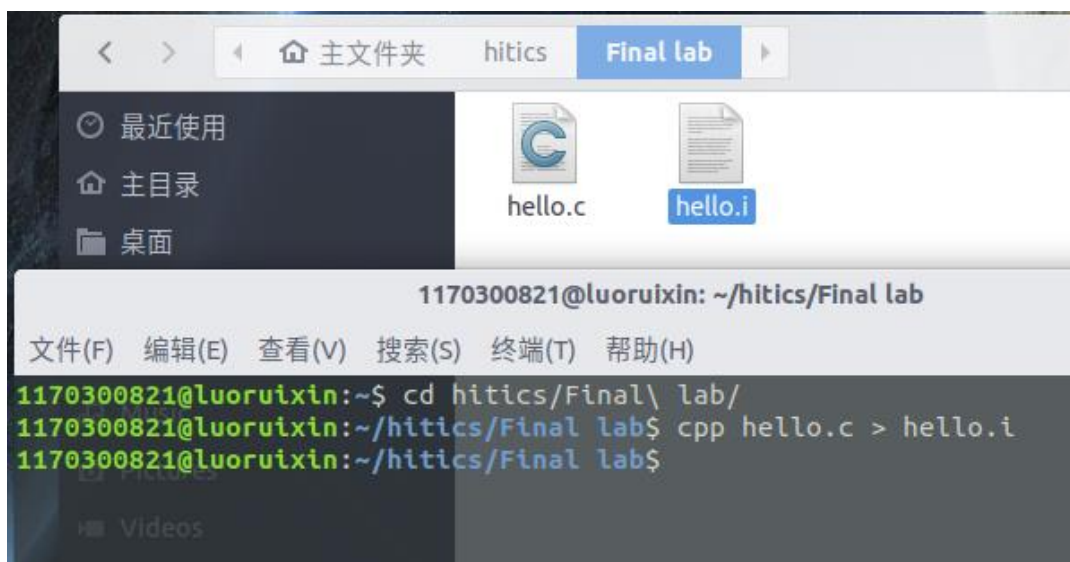 主文件夹 hitics Final lab
最近使用
主目录
桌面
hello.c hello.i
1170300821@luoruixin: ~/hitics/Final lab
文件(F) 编辑(E) 查看(V) 搜索(S) 终端(T) 帮助(H)
1170300821@luoruixin:~$ cd hitics/Final\ lab/
Music
1170300821@luoruixin:~/hitics/Final lab$ cpp hello.c > hello.i
1170300821@luoruixin:~/hitics/Final lab$
Pictures
Videos